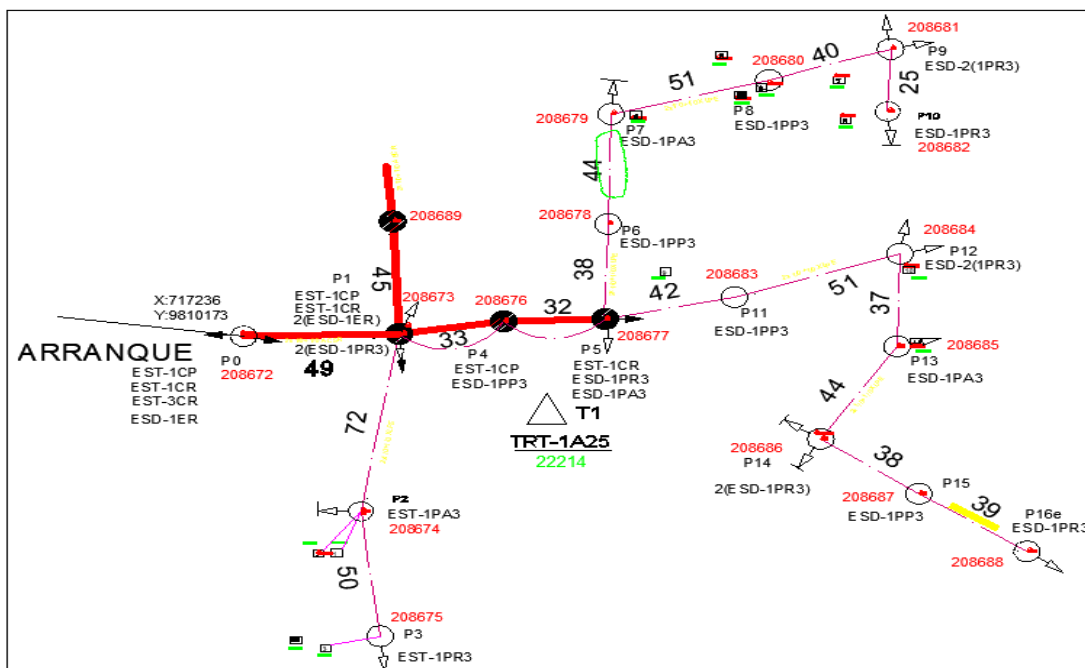 208681
P9
ESD-2(1PR3)
40
208680
51
25
P8
ESD-1PP3
P10
ESD-1PR3
208682
208679
P7
ESD-1PA3
44
208678
P6
ESD-1PP3
38
208689
45
X:717236
Y:9810173
ARRANQUE
P0
208672
EST-1CP
EST-1CR
EST-3CR
ESD-1ER
49
P1
EST-1CP
EST-1CR
2(ESD-1ER)
2(ESD-1PR3)
208673
33
208676
P4
EST-1CP
ESD-1PP3
32
208677
P5
EST-1CR
ESD-1PR3
ESD-1PA3
T1
TRT-1A25
22214
42
208683
P11
ESD-1PP3
51
208684
P12
ESD-2(1PR3)
37
208685
P13
ESD-1PA3
44
208686
P14
2(ESD-1PR3)
38
P15
208687
ESD-1PP3
39
P16e
ESD-1PR3
208688
72
P2
EST-1PA3
208674
50
208675
P3
EST-1PR3